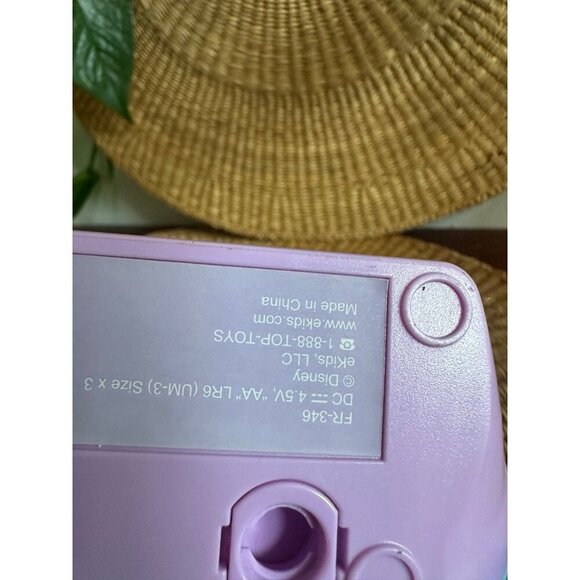 FR-346
DC ⎓ 4.5V, "AA" LR6 (UM-3) Size x 3
© Disney
eKids, LLC
☎ 1-888-TOP-TOYS
www.ekids.com
Made in China